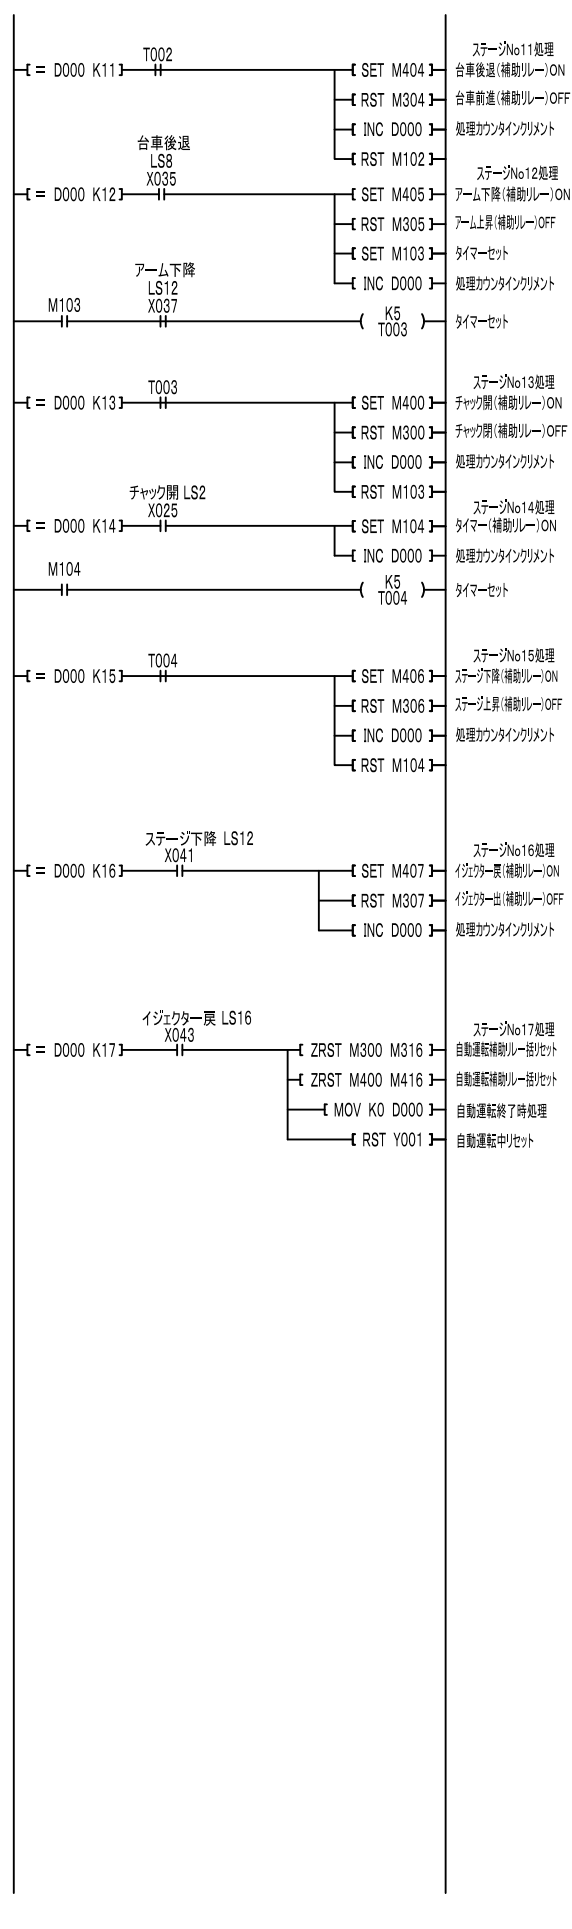 ステージNo11処理
T002
[ = D000 K11] [ SET M404 ] 台車後退(補助リレー)ON
[ RST M304 ] 台車前進(補助リレー)OFF
[ INC D000 ] 処理カウンタインクリメント
台車後退
[ RST M102 ]
LS8
ステージNo12処理
X035
[ = D000 K12] [ SET M405 ] アーム下降(補助リレー)ON
[ RST M305 ] アーム上昇(補助リレー)OFF
[ SET M103 ] タイマーセット
アーム下降
[ INC D000 ] 処理カウンタインクリメント
LS12
M103 X037
( K5 ) タイマーセット
T003
ステージNo13処理
T003
[ = D000 K13] [ SET M400 ] チャック開(補助リレー)ON
[ RST M300 ] チャック閉(補助リレー)OFF
[ INC D000 ] 処理カウンタインクリメント
チャック開 LS2 [ RST M103 ]
X025 ステージNo14処理
[ = D000 K14] [ SET M104 ] タイマー(補助リレー)ON
[ INC D000 ] 処理カウンタインクリメント
M104
( K5 ) タイマーセット
T004
ステージNo15処理
T004
[ = D000 K15] [ SET M406 ] ステージ下降(補助リレー)ON
[ RST M306 ] ステージ上昇(補助リレー)OFF
[ INC D000 ] 処理カウンタインクリメント
[ RST M104 ]
ステージ下降 LS12
X041 ステージNo16処理
[ = D000 K16] [ SET M407 ] イジェクター戻(補助リレー)ON
[ RST M307 ] イジェクター出(補助リレー)OFF
[ INC D000 ] 処理カウンタインクリメント
イジェクター戻 LS16
X043 ステージNo17処理
[ = D000 K17] [ ZRST M300 M316 ] 自動運転補助リレー括リセット
[ ZRST M400 M416 ] 自動運転補助リレー括リセット
[ MOV K0 D000 ] 自動運転終了時処理
[ RST Y001 ] 自動運転中リセット